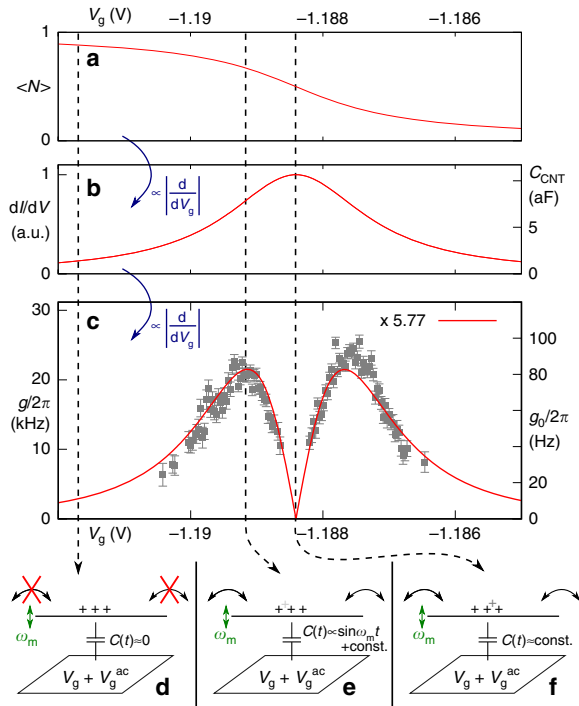 V_g (V) −1.19 −1.188 −1.186
1 a
<N>
0
b
1 C_CNT
dI/dV ∝ |d/dV_g| 10 (aF)
(a.u.) 5
0 0
30 c ∝ |d/dV_g| x 5.77
100
20 80
g/2π 60 g_0/2π
(kHz) 10 40 (Hz)
20
0 0
V_g (V) −1.19 −1.188 −1.186
+ + + + + + + + + + +
ω_m C(t)≈0 ω_m C(t)∝sinω_m t ω_m C(t)≈const.
+const.
V_g + V_g^ac V_g + V_g^ac V_g + V_g^ac
d e f